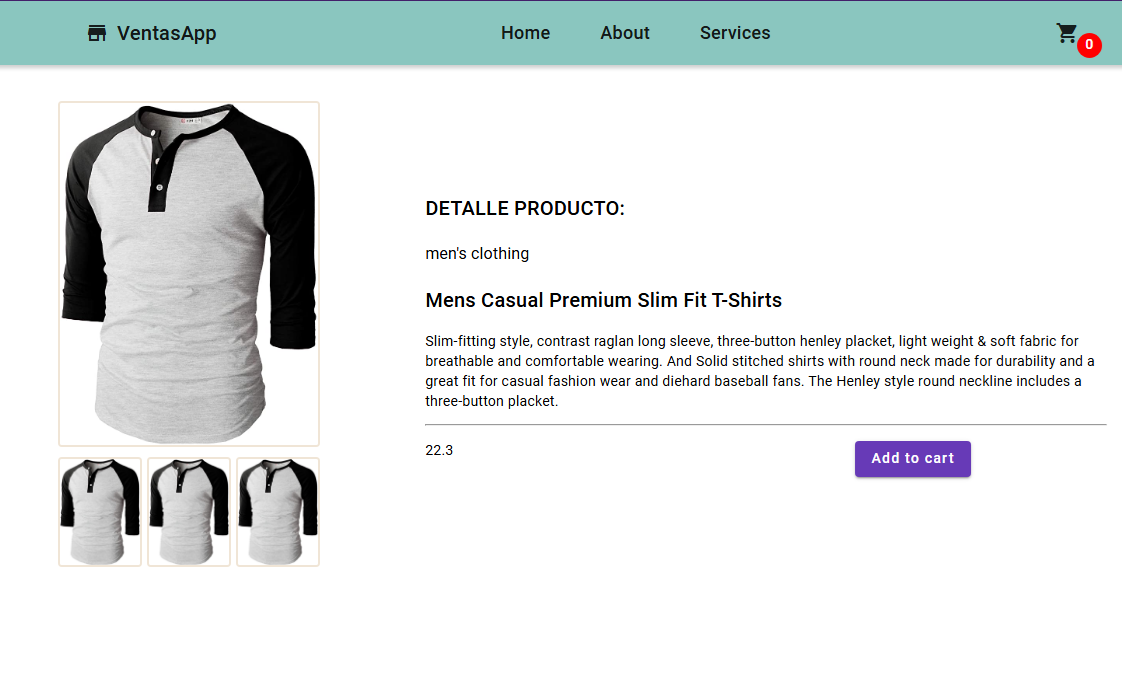 VentasApp
Home
About
Services
0
DETALLE PRODUCTO:
men's clothing
Mens Casual Premium Slim Fit T-Shirts
Slim-fitting style, contrast raglan long sleeve, three-button henley placket, light weight & soft fabric for
breathable and comfortable wearing. And Solid stitched shirts with round neck made for durability and a
great fit for casual fashion wear and diehard baseball fans. The Henley style round neckline includes a
three-button placket.
22.3
Add to cart